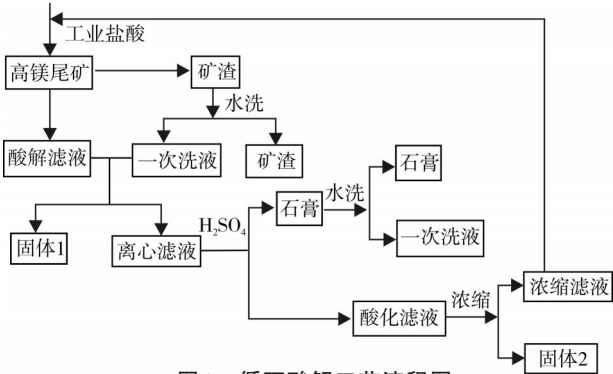 工业盐酸
高镁尾矿
矿渣
水洗
酸解滤液
一次洗液
矿渣
石膏
水洗
石膏
固体1
离心滤液
H₂SO₄
一次洗液
浓缩滤液
浓缩
酸化滤液
固体2